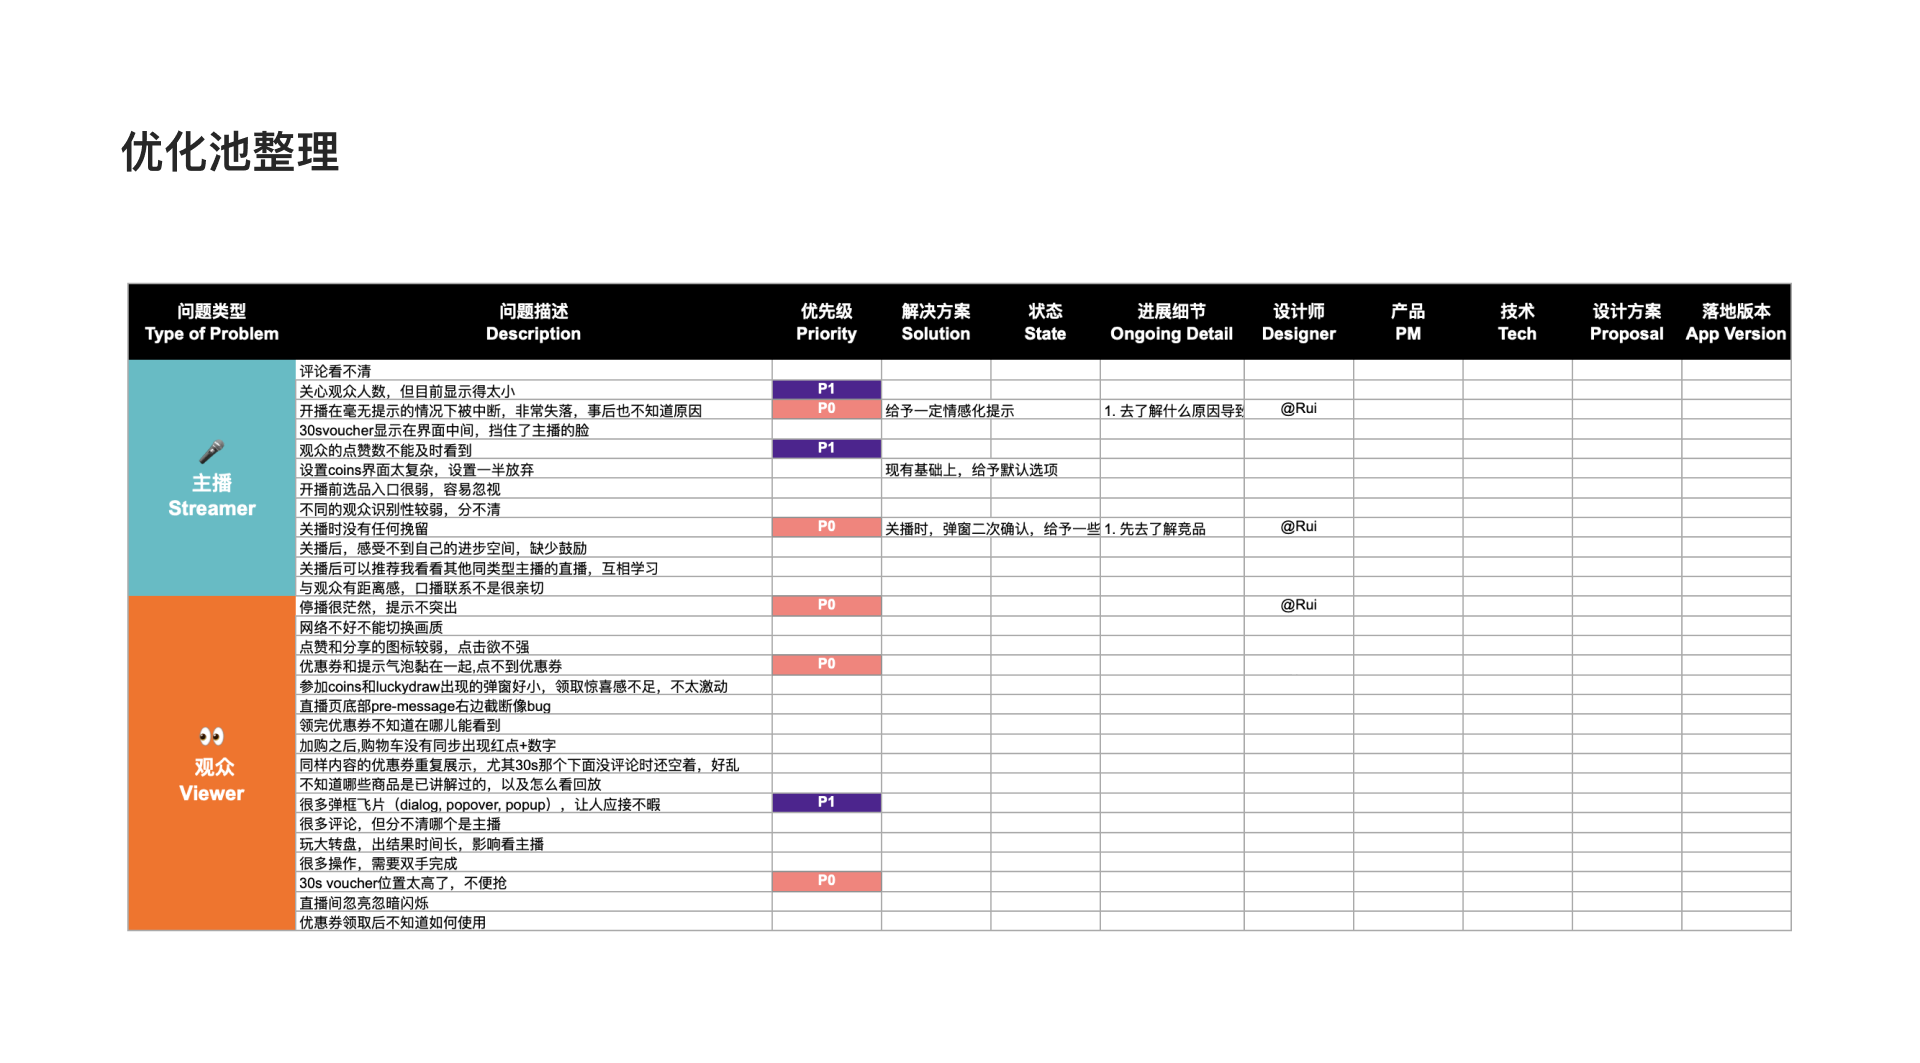 优化池整理
问题类型 问题描述 优先级 解决方案 状态 进展细节 设计师 产品 技术 设计方案 落地版本
Type of Problem Description Priority Solution State Ongoing Detail Designer PM Tech Proposal App Version
主播
Streamer
评论看不清
关心观众人数，但目前显示得太小 P1
开播在毫无提示的情况下被中断，非常失落，事后也不知道原因 P0 给予一定情感化提示 1. 去了解什么原因导致 @Rui
30svoucher显示在界面中间，挡住了主播的脸
观众的点赞数不能及时看到 P1
设置coins界面太复杂，设置一半放弃 现有基础上，给予默认选项
开播前选品入口很弱，容易忽视
不同的观众识别性较弱，分不清
关播时没有任何挽留 P0 关播时，弹窗二次确认，给予一些 1. 先去了解竞品 @Rui
关播后，感受不到自己的进步空间，缺少鼓励
关播后可以推荐我看看其他同类型主播的直播，互相学习
与观众有距离感，口播联系不是很亲切
观众
Viewer
停播很茫然，提示不突出 P0 @Rui
网络不好不能切换画质
点赞和分享的图标较弱，点击欲不强
优惠券和提示气泡黏在一起,点不到优惠券 P0
参加coins和luckydraw出现的弹窗好小，领取惊喜感不足，不太激动
直播页底部pre-message右边截断像bug
领完优惠券不知道在哪儿能看到
加购之后,购物车没有同步出现红点+数字
同样内容的优惠券重复展示，尤其30s那个下面没评论时还空着，好乱
不知道哪些商品是已讲解过的，以及怎么看回放
很多弹框飞片（dialog, popover, popup），让人应接不暇 P1
很多评论，但分不清哪个是主播
玩大转盘，出结果时间长，影响看主播
很多操作，需要双手完成
30s voucher位置太高了，不便抢 P0
直播间忽亮忽暗闪烁
优惠券领取后不知道如何使用